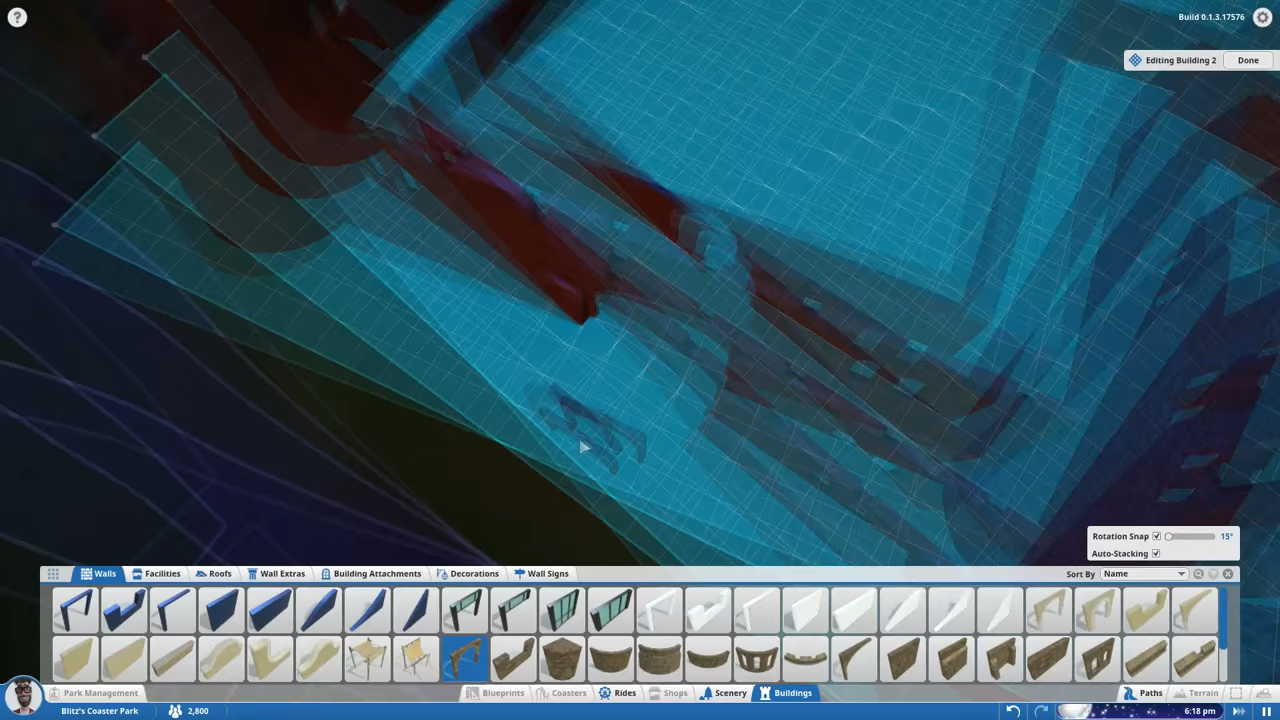 Build 0.1.3.17576
Editing Building 2 Done
Rotation Snap 15°
Auto-Stacking
Walls Facilities Roofs Wall Extras Building Attachments Decorations Wall Signs Sort By Name
Park Management Blueprints Coasters Rides Shops Scenery Buildings Paths Terrain
Blitz's Coaster Park 2,800 6:18 pm